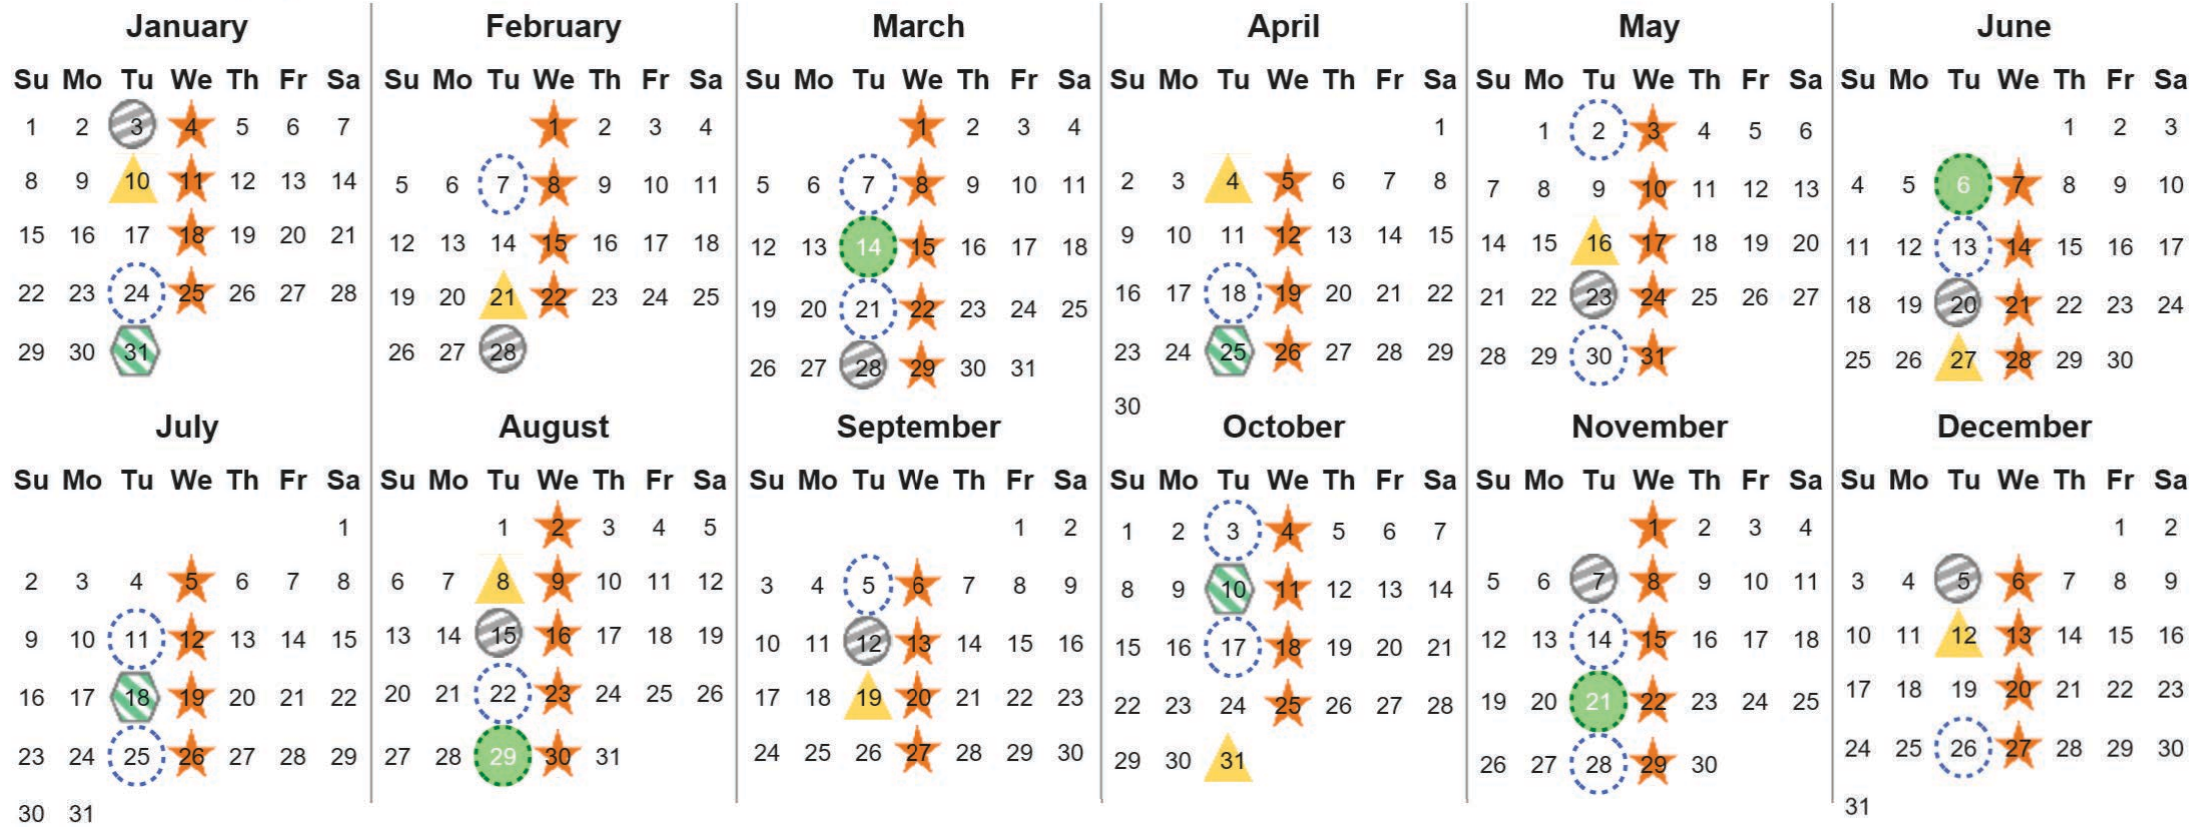 January February March April May June
Su Mo Tu We Th Fr Sa Su Mo Tu We Th Fr Sa Su Mo Tu We Th Fr Sa Su Mo Tu We Th Fr Sa Su Mo Tu We Th Fr Sa Su Mo Tu We Th Fr Sa
1 2 3 4 5 6 7 1 2 3 4 1 2 3 4 1 1 2 3 4 5 6 1 2 3
8 9 10 11 12 13 14 5 6 7 8 9 10 11 5 6 7 8 9 10 11 2 3 4 5 6 7 8 7 8 9 10 11 12 13 4 5 6 7 8 9 10
15 16 17 18 19 20 21 12 13 14 15 16 17 18 12 13 14 15 16 17 18 9 10 11 12 13 14 15 14 15 16 17 18 19 20 11 12 13 14 15 16 17
22 23 24 25 26 27 28 19 20 21 22 23 24 25 19 20 21 22 23 24 25 16 17 18 19 20 21 22 21 22 23 24 25 26 27 18 19 20 21 22 23 24
29 30 31 26 27 28 26 27 28 29 30 31 23 24 25 26 27 28 29 28 29 30 31 25 26 27 28 29 30
30
July August September October November December
Su Mo Tu We Th Fr Sa Su Mo Tu We Th Fr Sa Su Mo Tu We Th Fr Sa Su Mo Tu We Th Fr Sa Su Mo Tu We Th Fr Sa Su Mo Tu We Th Fr Sa
1 1 2 3 4 5 1 2 1 2 3 4 5 6 7 1 2 3 4 1 2
2 3 4 5 6 7 8 6 7 8 9 10 11 12 3 4 5 6 7 8 9 8 9 10 11 12 13 14 5 6 7 8 9 10 11 3 4 5 6 7 8 9
9 10 11 12 13 14 15 13 14 15 16 17 18 19 10 11 12 13 14 15 16 15 16 17 18 19 20 21 12 13 14 15 16 17 18 10 11 12 13 14 15 16
16 17 18 19 20 21 22 20 21 22 23 24 25 26 17 18 19 20 21 22 23 22 23 24 25 26 27 28 19 20 21 22 23 24 25 17 18 19 20 21 22 23
23 24 25 26 27 28 29 27 28 29 30 31 24 25 26 27 28 29 30 29 30 31 26 27 28 29 30 24 25 26 27 28 29 30
30 31 31